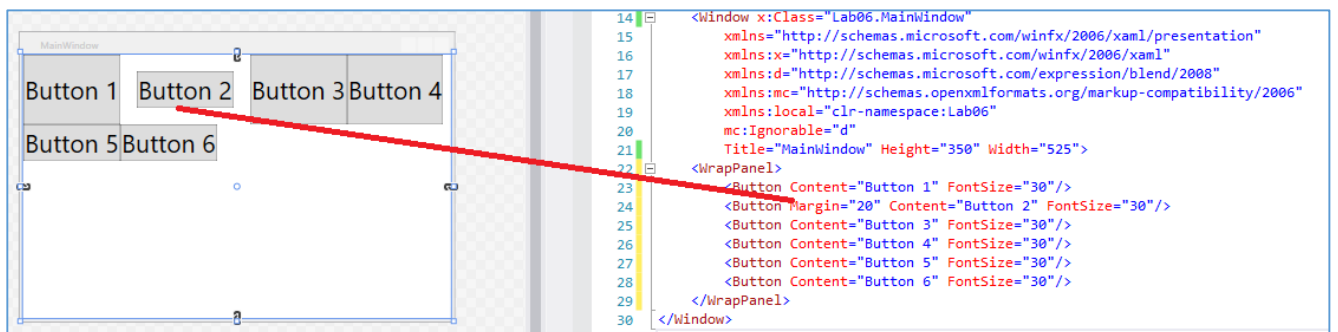 MainWindow
Button 1 Button 2 Button 3 Button 4
Button 5 Button 6
14 <Window x:Class="Lab06.MainWindow"
15 xmlns="http://schemas.microsoft.com/winfx/2006/xaml/presentation"
16 xmlns:x="http://schemas.microsoft.com/winfx/2006/xaml"
17 xmlns:d="http://schemas.microsoft.com/expression/blend/2008"
18 xmlns:mc="http://schemas.openxmlformats.org/markup-compatibility/2006"
19 xmlns:local="clr-namespace:Lab06"
20 mc:Ignorable="d"
21 Title="MainWindow" Height="350" Width="525">
22 <WrapPanel>
23 <Button Content="Button 1" FontSize="30"/>
24 <Button Margin="20" Content="Button 2" FontSize="30"/>
25 <Button Content="Button 3" FontSize="30"/>
26 <Button Content="Button 4" FontSize="30"/>
27 <Button Content="Button 5" FontSize="30"/>
28 <Button Content="Button 6" FontSize="30"/>
29 </WrapPanel>
30 </Window>